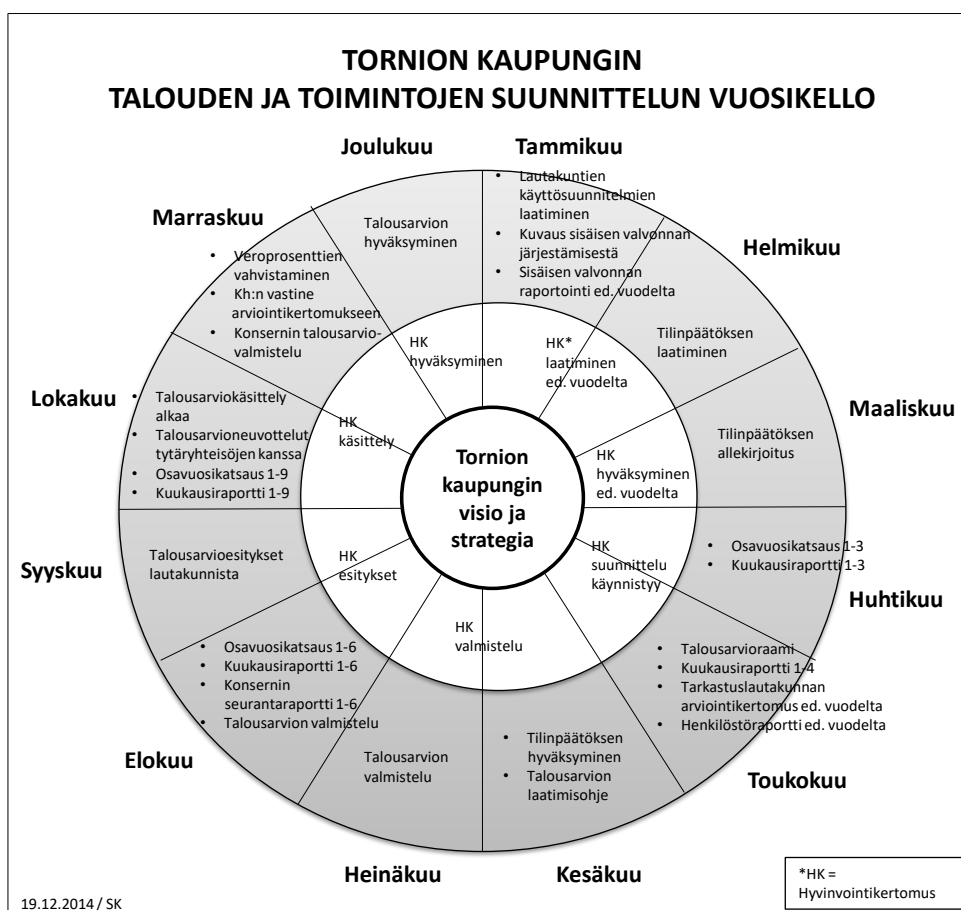 TORNION KAUPUNGIN
TALOUDEN JA TOIMINTOJEN SUUNNITTELUN VUOSIKELLO
Tammikuu
• Lautakuntien
käyttösuunnitelmien
laatiminen
• Kuvaus sisäisen valvonnan
järjestämisestä
• Sisäisen valvonnan
raportointi ed. vuodelta
Helmikuu
Tilinpäätöksen
laatiminen
Maaliskuu
Tilinpäätöksen
allekirjoitus
Huhtikuu
• Osavuosikatsaus 1-3
• Kuukausiraportti 1-3
Toukokuu
• Talousarvioraami
• Kuukausiraportti 1-4
• Tarkastuslautakunnan
arviointikertomus ed. vuodelta
• Henkilöstöraportti ed. vuodelta
Kesäkuu
• Tilinpäätöksen
hyväksyminen
• Talousarvion
laatimisohje
Heinäkuu
Talousarvion
valmistelu
Elokuu
• Osavuosikatsaus 1-6
• Kuukausiraportti 1-6
• Konsernin
seurantaraportti 1-6
• Talousarvion valmistelu
Syyskuu
Talousarvioesitykset
lautakunnista
Lokakuu
• Talousarviokäsittely
alkaa
• Talousarvioneuvottelut
tytäryhteisöjen kanssa
• Osavuosikatsaus 1-9
• Kuukausiraportti 1-9
Marraskuu
• Veroprosenttien
vahvistaminen
• Kh:n vastine
arviointikertomukseen
• Konsernin talousarvio-
valmistelu
Joulukuu
Talousarvion
hyväksyminen
HK*
laatiminen
ed. vuodelta
HK
hyväksyminen
ed. vuodelta
HK
suunnittelu
käynnistyy
HK
valmistelu
HK
esitykset
HK
käsittely
HK
hyväksyminen
Tornion
kaupungin
visio ja
strategia
*HK =
Hyvinvointikertomus
19.12.2014 / SK